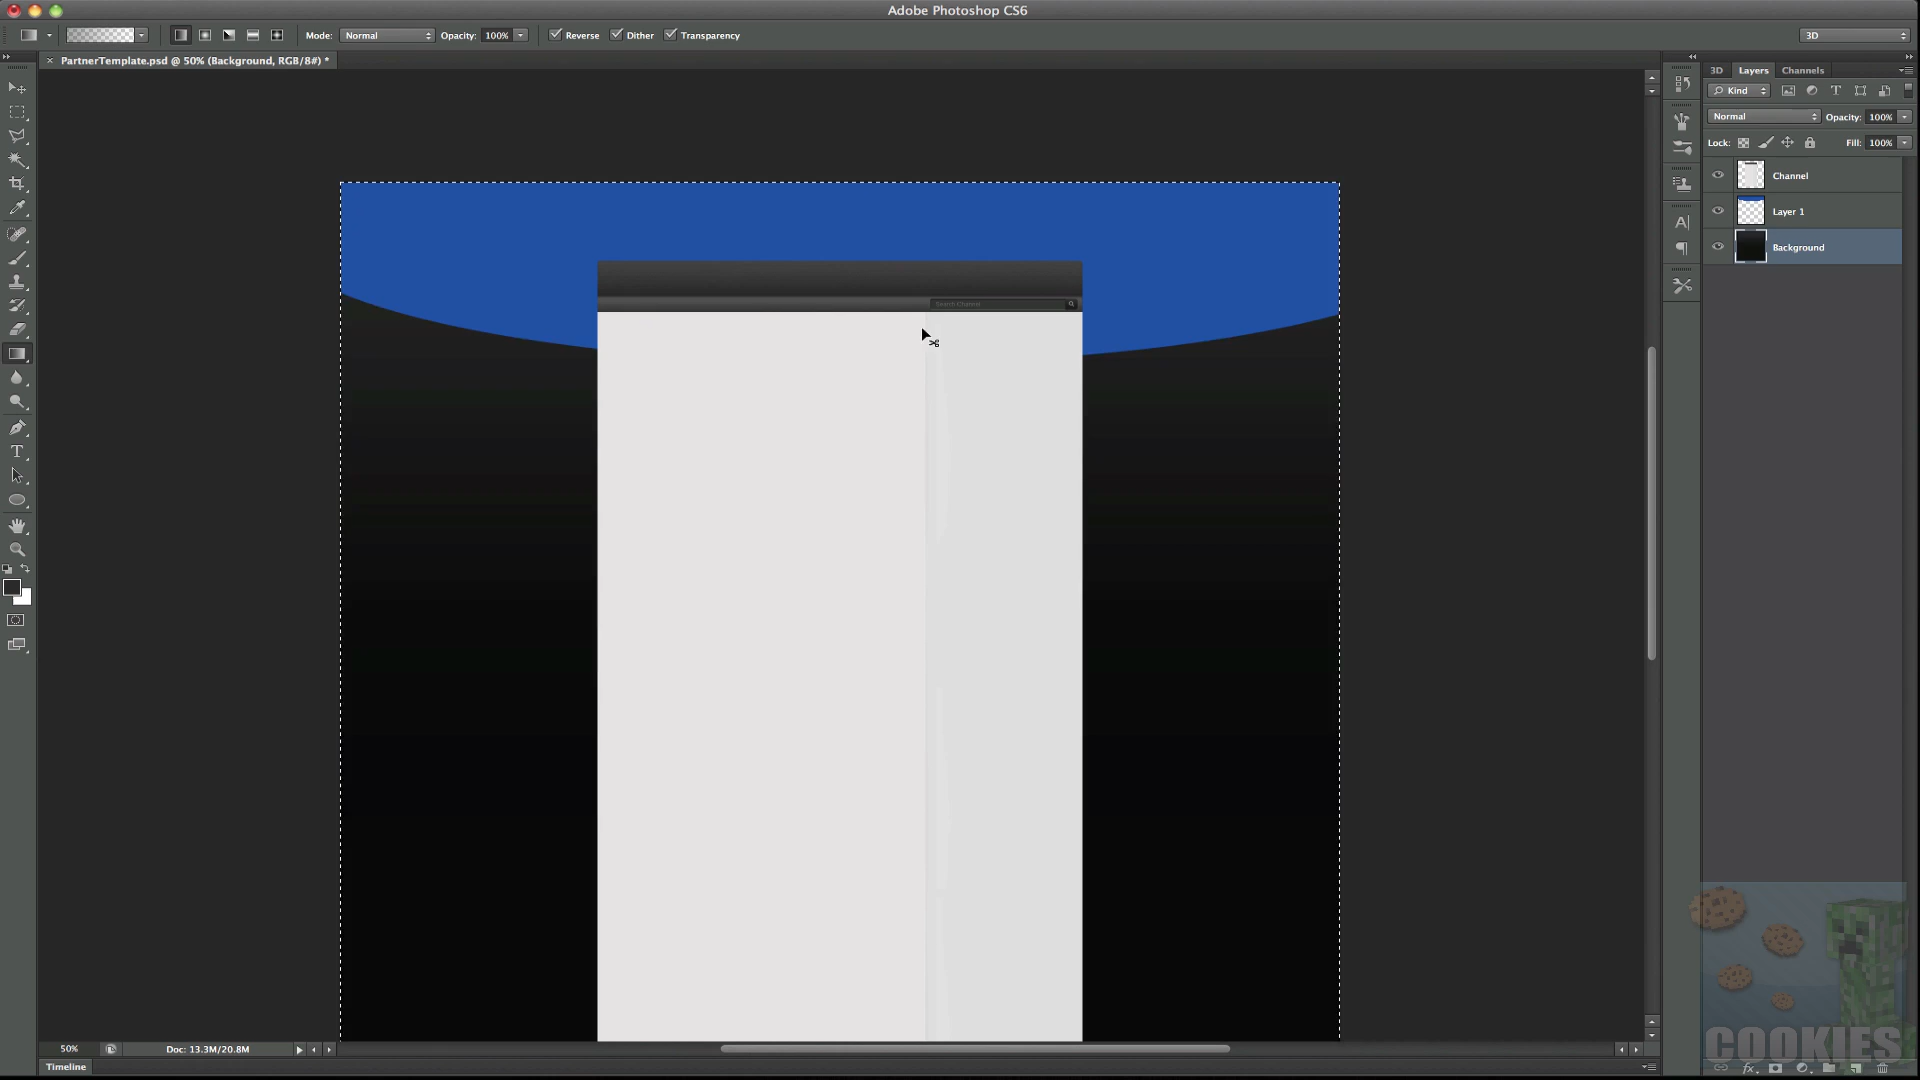 Adobe Photoshop CS6
Mode: Normal Opacity: 100% Reverse Dither Transparency 3D
PartnerTemplate.psd @ 50% (Background, RGB/8#) *
3D Layers Channels
Kind
Normal Opacity: 100%
Lock: Fill: 100%
Channel
Layer 1
Background
Search Channel
50% Doc: 13.3M/20.8M
Timeline
COOKIES